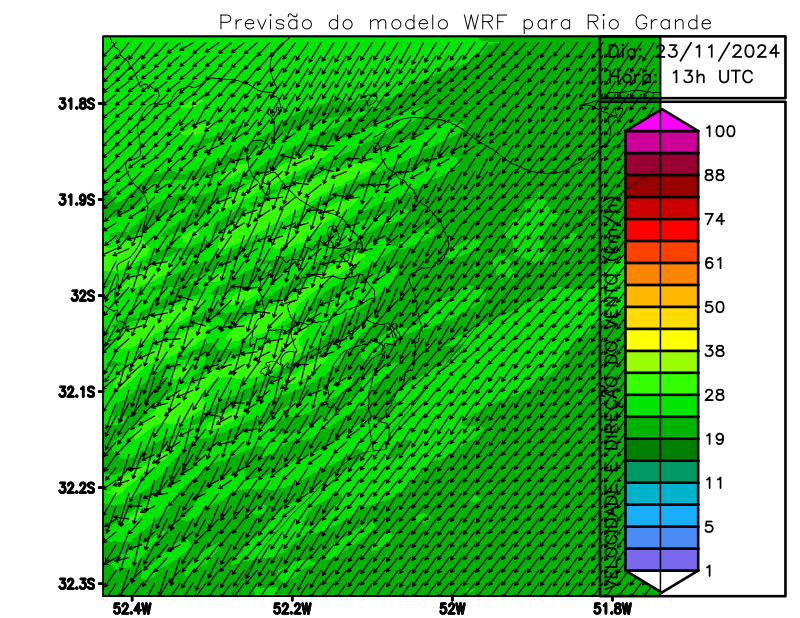 Previsão do modelo WRF para Rio Grande
Dia: 23/11/2024
Hora: 13h UTC
31.8S
31.9S
32S
32.1S
32.2S
32.3S
52.4W
52.2W
52W
51.8W
VELOCIDADE E DIREÇÃO DO VENTO (km/h)
100
88
74
61
50
38
28
19
11
5
1